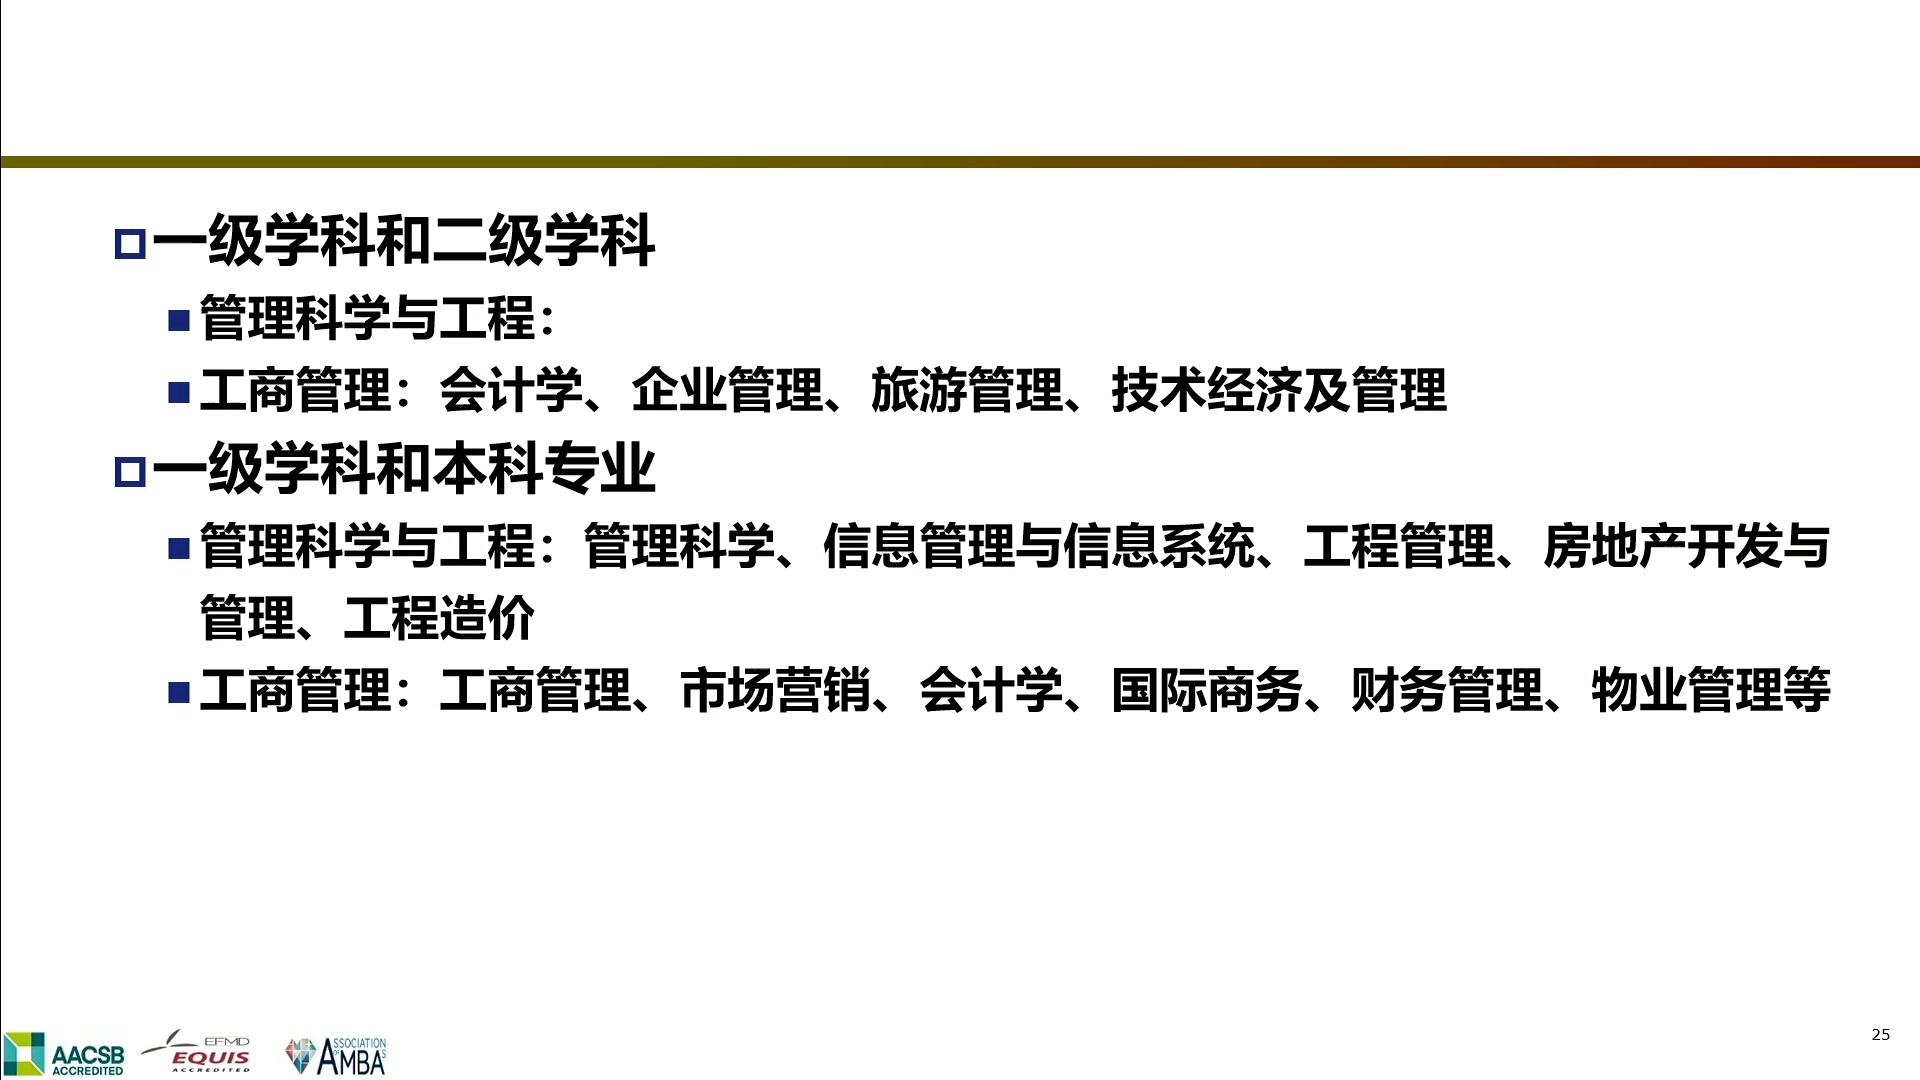 一级学科和二级学科
管理科学与工程：
工商管理：会计学、企业管理、旅游管理、技术经济及管理
一级学科和本科专业
管理科学与工程：管理科学、信息管理与信息系统、工程管理、房地产开发与
管理、工程造价
工商管理：工商管理、市场营销、会计学、国际商务、财务管理、物业管理等
AACSB
ACCREDITED
EFMD
EQUIS
ACCREDITED
ASSOCIATION
OF
AMBAS
25